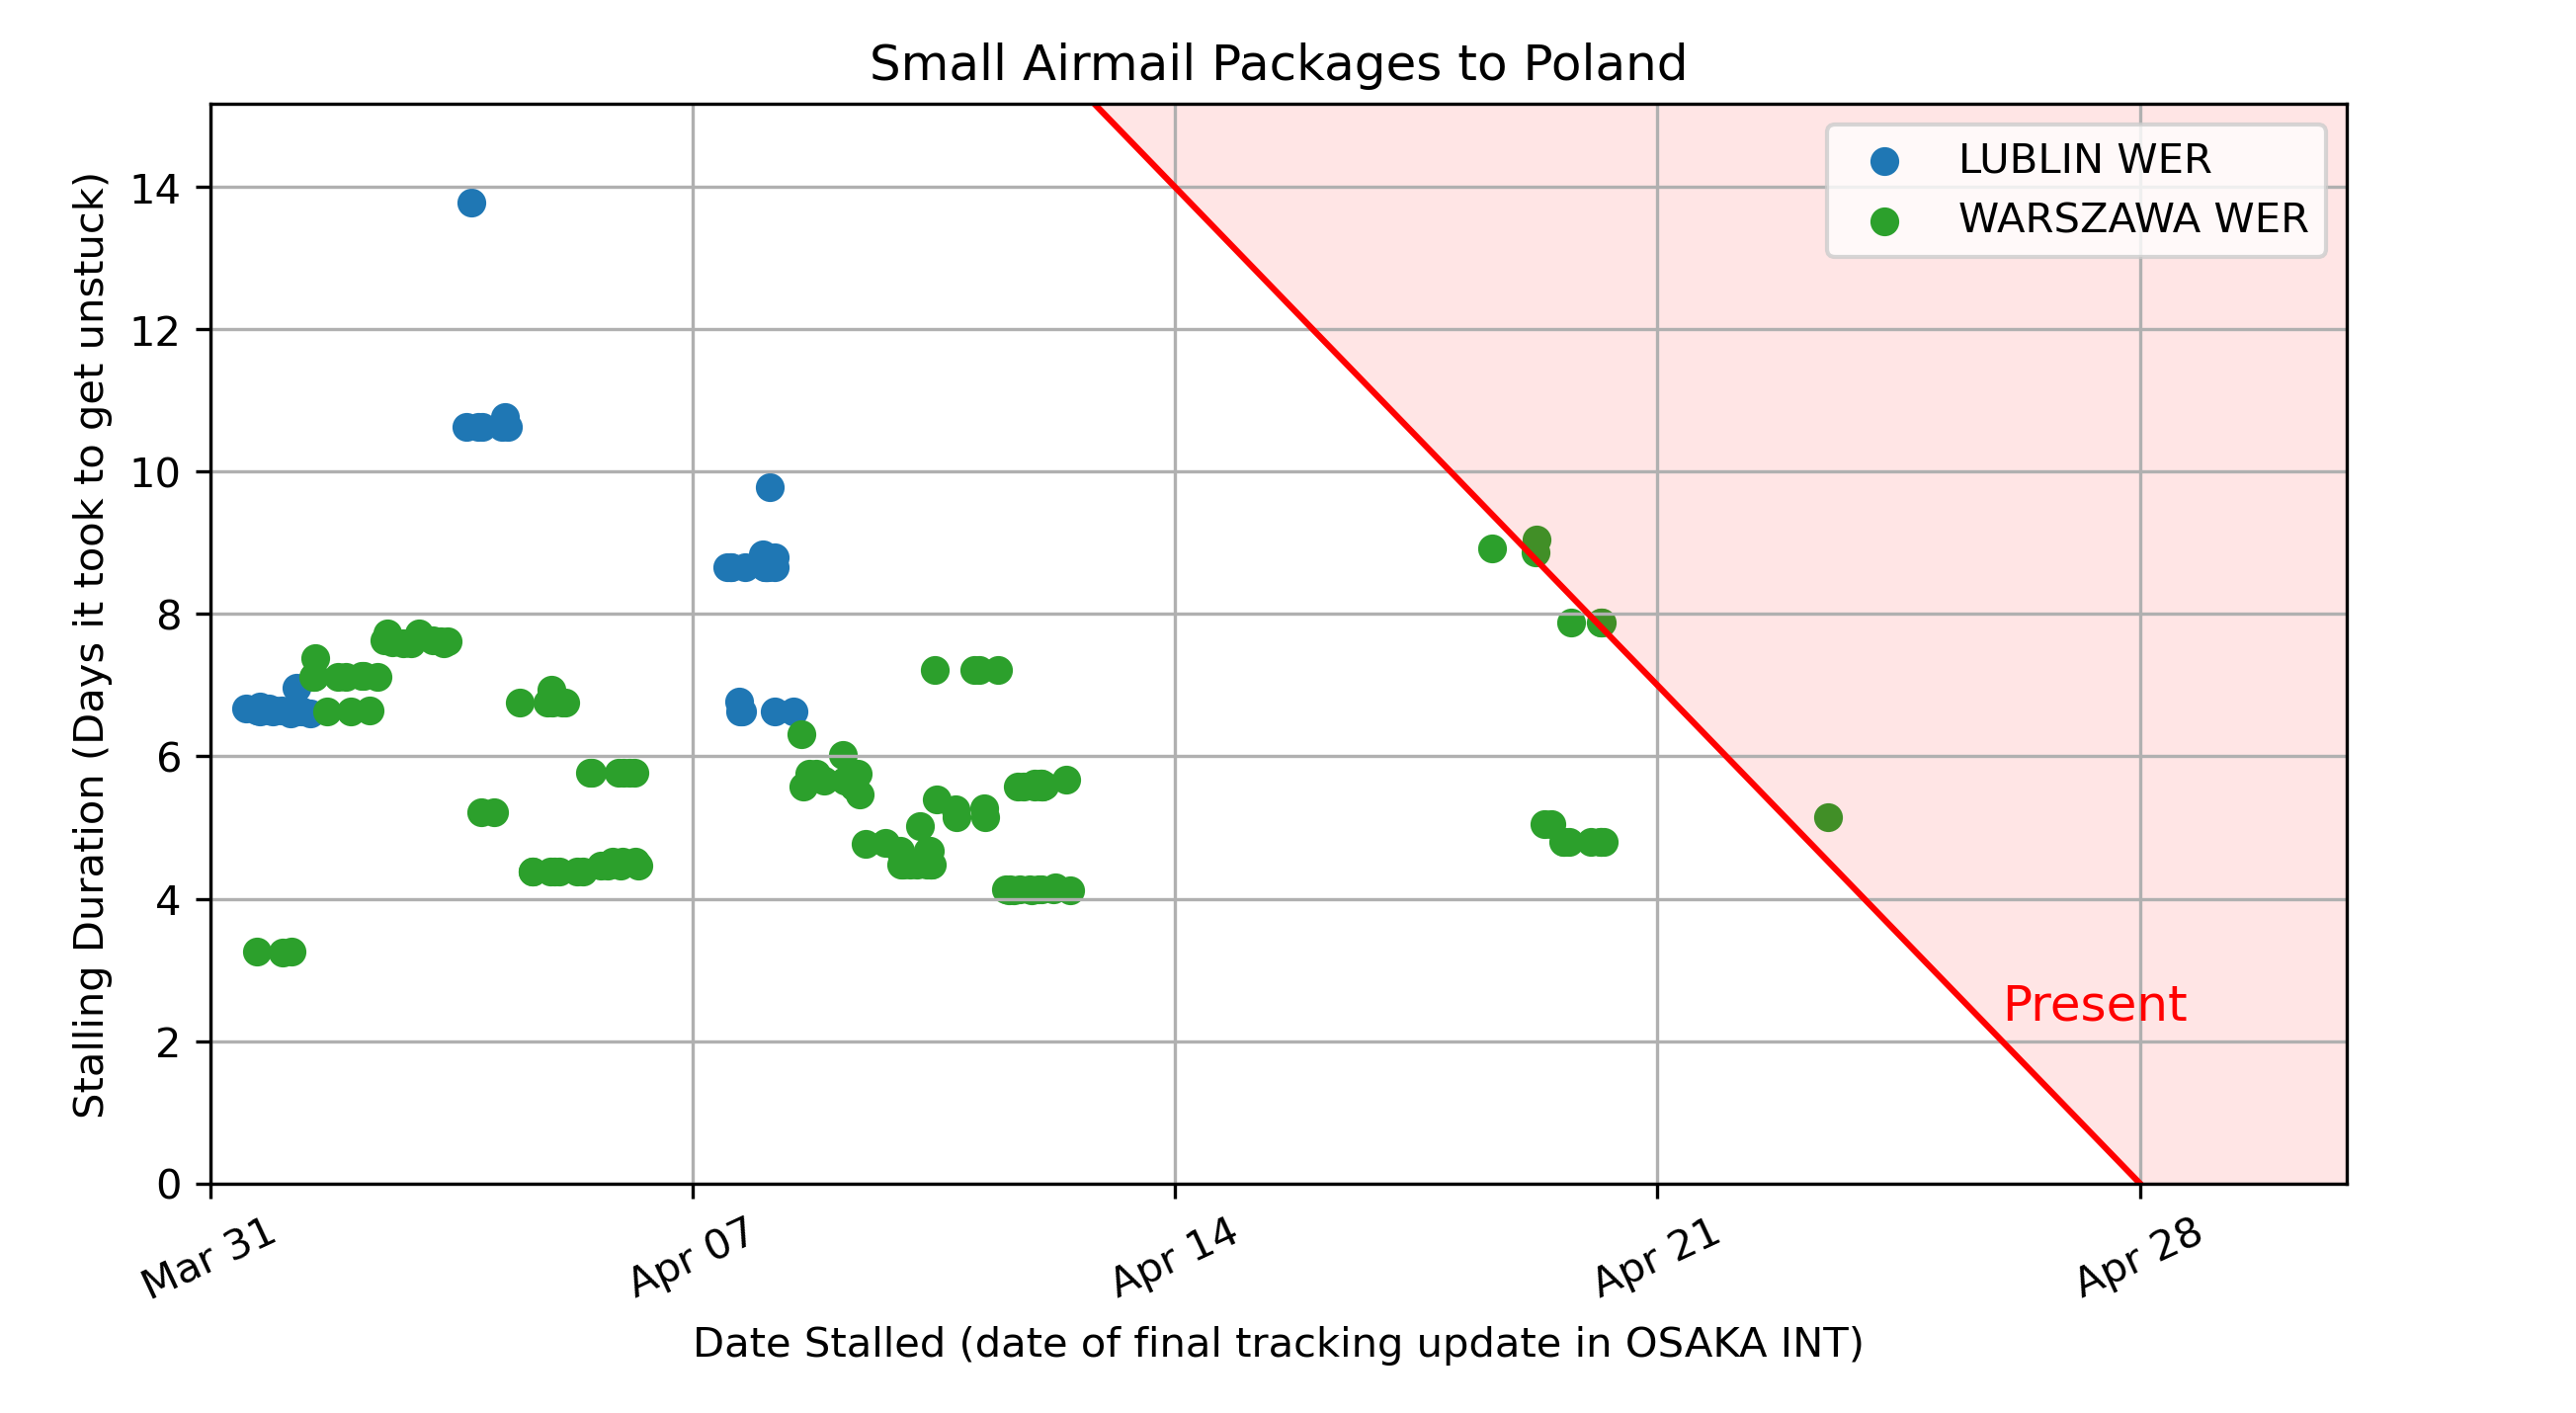 Small Airmail Packages to Poland
LUBLIN WER
WARSZAWA WER
Stalling Duration (Days it took to get unstuck)
14
12
10
8
6
4
2
0
Present
Mar 31
Apr 07
Apr 14
Apr 21
Apr 28
Date Stalled (date of final tracking update in OSAKA INT)